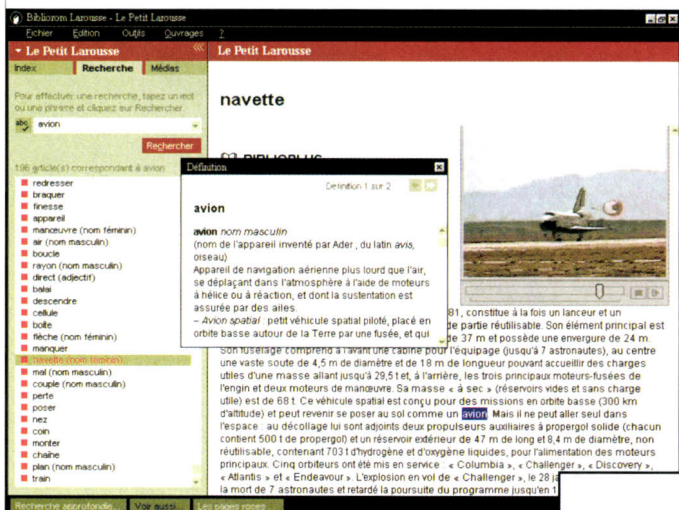 Bibliorom Larousse - Le Petit Larousse
Fichier Edition Outils Ouvrages ?
Le Petit Larousse
Index Recherche Médias
Pour effectuer une recherche, tapez un mot
ou une phrase et cliquez sur Rechercher.
abc avion
Rechercher
196 article(s) correspondant à avion
redresser
braquer
finesse
appareil
manœuvre (nom féminin)
air (nom masculin)
boucle
rayon (nom masculin)
direct (adjectif)
balai
descendre
cellule
boîte
flèche (nom féminin)
manquer
navette (nom féminin)
mal (nom masculin)
couple (nom masculin)
perte
poser
nez
coin
monter
chaîne
plan (nom masculin)
train
Recherche approfondie... Voir aussi... Les pages roses
Le Petit Larousse
navette
BIBLIOPLUS
Définition
Définition 1 sur 2
avion
avion nom masculin
(nom de l'appareil inventé par Ader, du latin avis,
oiseau)
Appareil de navigation aérienne plus lourd que l'air,
se déplaçant dans l'atmosphère à l'aide de moteurs
à hélice ou à réaction, et dont la sustentation est
assurée par des ailes.
– Avion spatial : petit véhicule spatial piloté, placé en
orbite basse autour de la Terre par une fusée, et qui
81, constitue à la fois un lanceur et un
de partie réutilisable. Son élément principal est
de 37 m et possède une envergure de 24 m.
Son fuselage comprend à l'avant une cabine pour l'équipage (jusqu'à 7 astronautes), au centre
une vaste soute de 4,5 m de diamètre et de 18 m de longueur pouvant accueillir des charges
utiles d'une masse allant jusqu'à 29,5 t et, à l'arrière, les trois principaux moteurs-fusées de
l'engin et deux moteurs de manœuvre. Sa masse « à sec » (réservoirs vides et sans charge
utile) est de 68 t. Ce véhicule spatial est conçu pour des missions en orbite basse (300 km
d'altitude) et peut revenir se poser au sol comme un avion. Mais il ne peut aller seul dans
l'espace : au décollage lui sont adjoints deux propulseurs auxiliaires à propergol solide (chacun
contient 500 t de propergol) et un réservoir extérieur de 47 m de long et 8,4 m de diamètre, non
réutilisable, contenant 703 t d'hydrogène et d'oxygène liquides, pour l'alimentation des moteurs
principaux. Cinq orbiteurs ont été mis en service : « Columbia », « Challenger », « Discovery »,
« Atlantis » et « Endeavour ». L'explosion en vol de « Challenger », le 28 ja
la mort de 7 astronautes et retardé la poursuite du programme jusqu'en 1